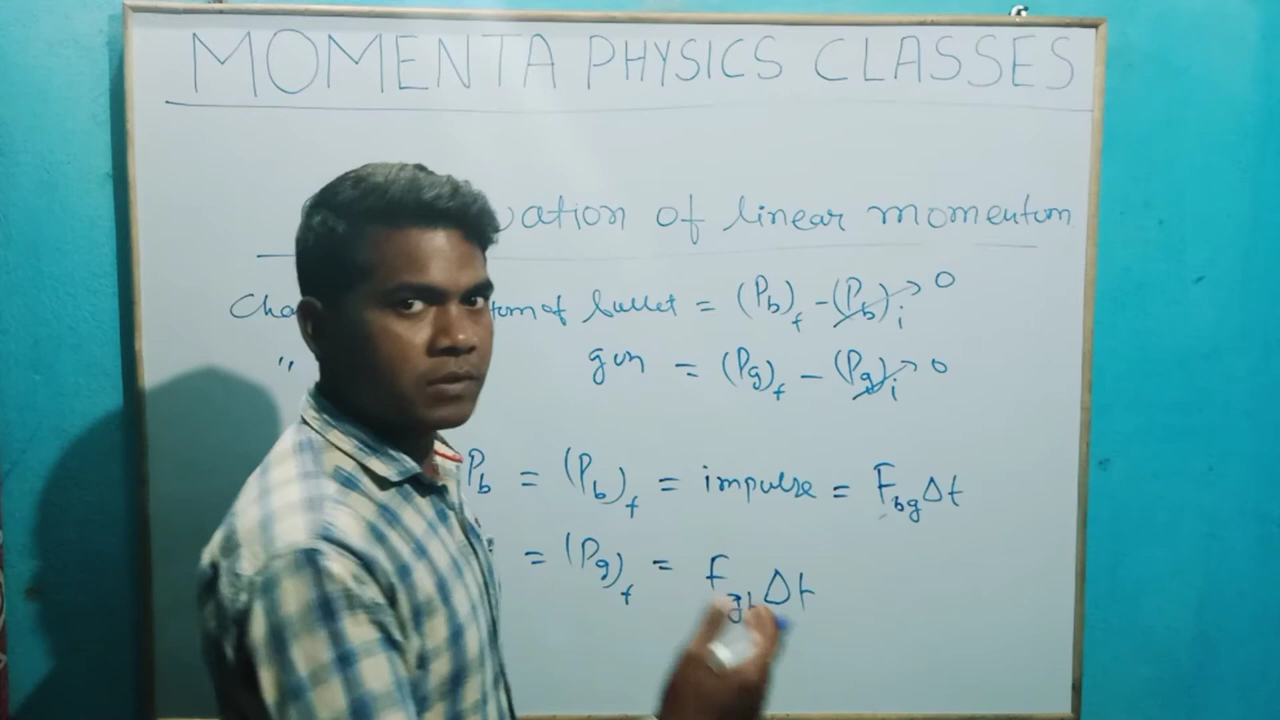 MOMENTA PHYSICS CLASSES
vation of linear momentum
Cha tum of bullet = (Pb)f - (Pb)i → 0
" gun = (Pg)f - (Pg)i → 0
Pb = (Pb)f = impulse = Fbg Δt
= (Pg)f = Fgb Δt